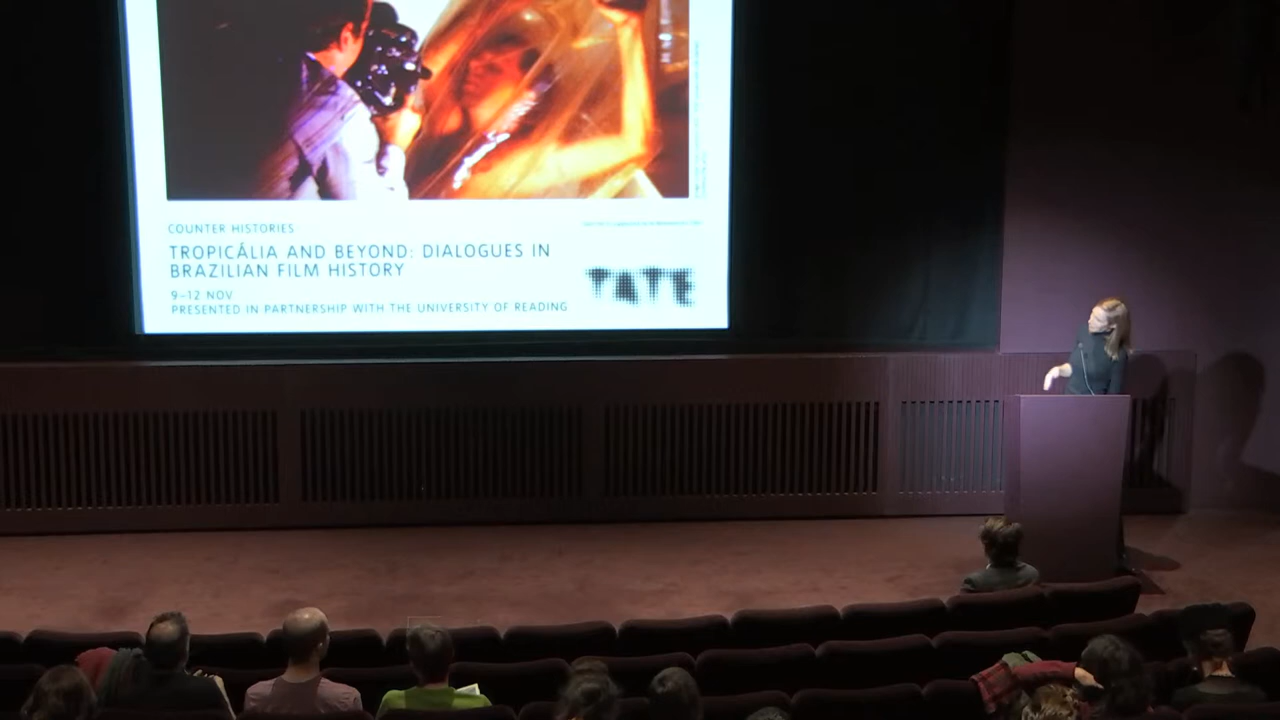 COUNTER HISTORIES
TROPICÁLIA AND BEYOND: DIALOGUES IN
BRAZILIAN FILM HISTORY
9–12 NOV
PRESENTED IN PARTNERSHIP WITH THE UNIVERSITY OF READING
TATE